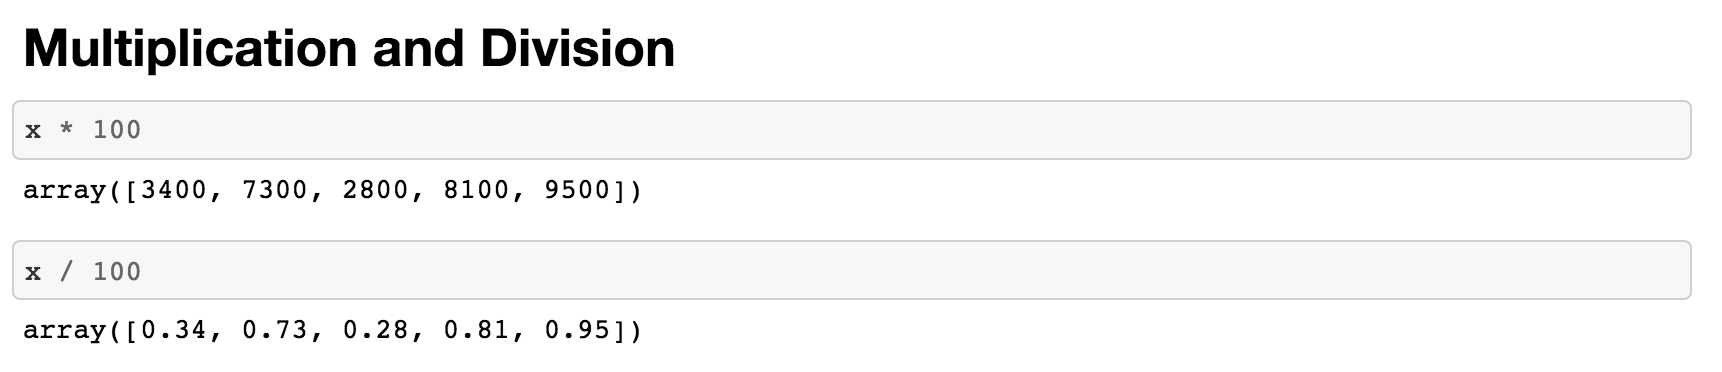 Multiplication and Division
x * 100
array([3400, 7300, 2800, 8100, 9500])
x / 100
array([0.34, 0.73, 0.28, 0.81, 0.95])